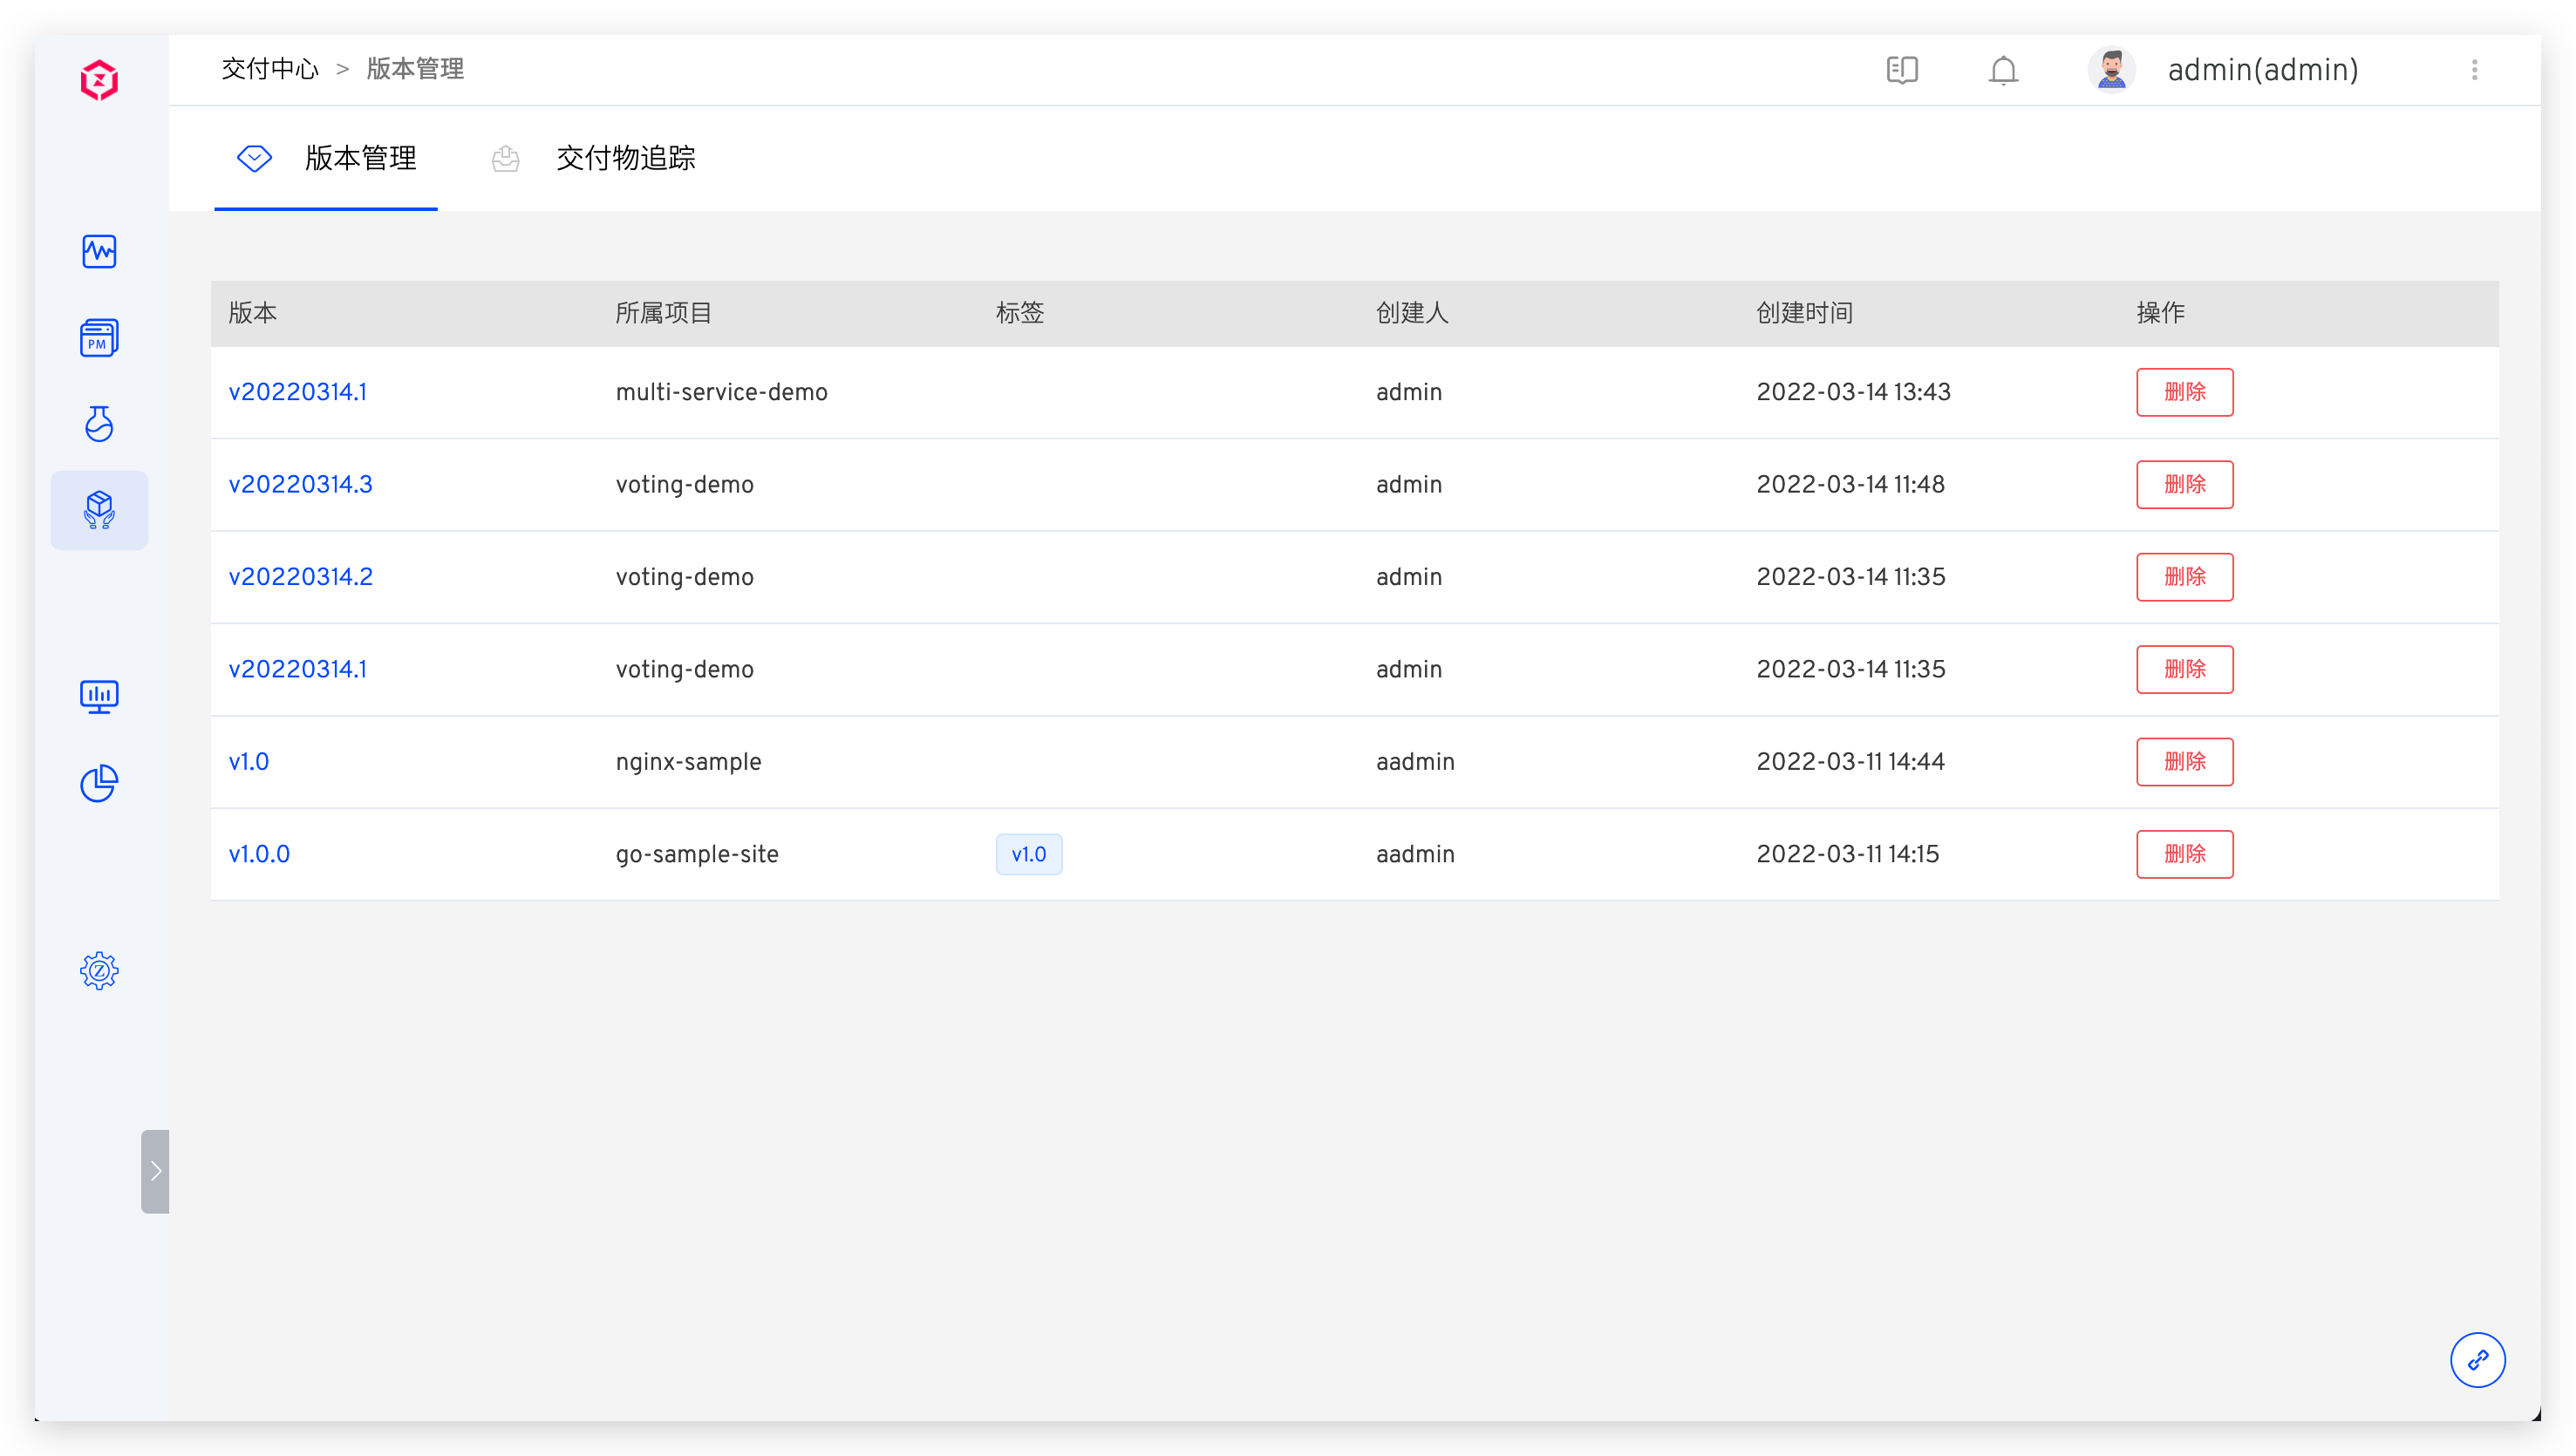 交付中心 > 版本管理 admin(admin)
版本管理 交付物追踪
版本 所属项目 标签 创建人 创建时间 操作
v20220314.1 multi-service-demo admin 2022-03-14 13:43 删除
PM
v20220314.3 voting-demo admin 2022-03-14 11:48 删除
v20220314.2 voting-demo admin 2022-03-14 11:35 删除
v20220314.1 voting-demo admin 2022-03-14 11:35 删除
v1.0 nginx-sample aadmin 2022-03-11 14:44 删除
v1.0.0 go-sample-site v1.0 aadmin 2022-03-11 14:15 删除